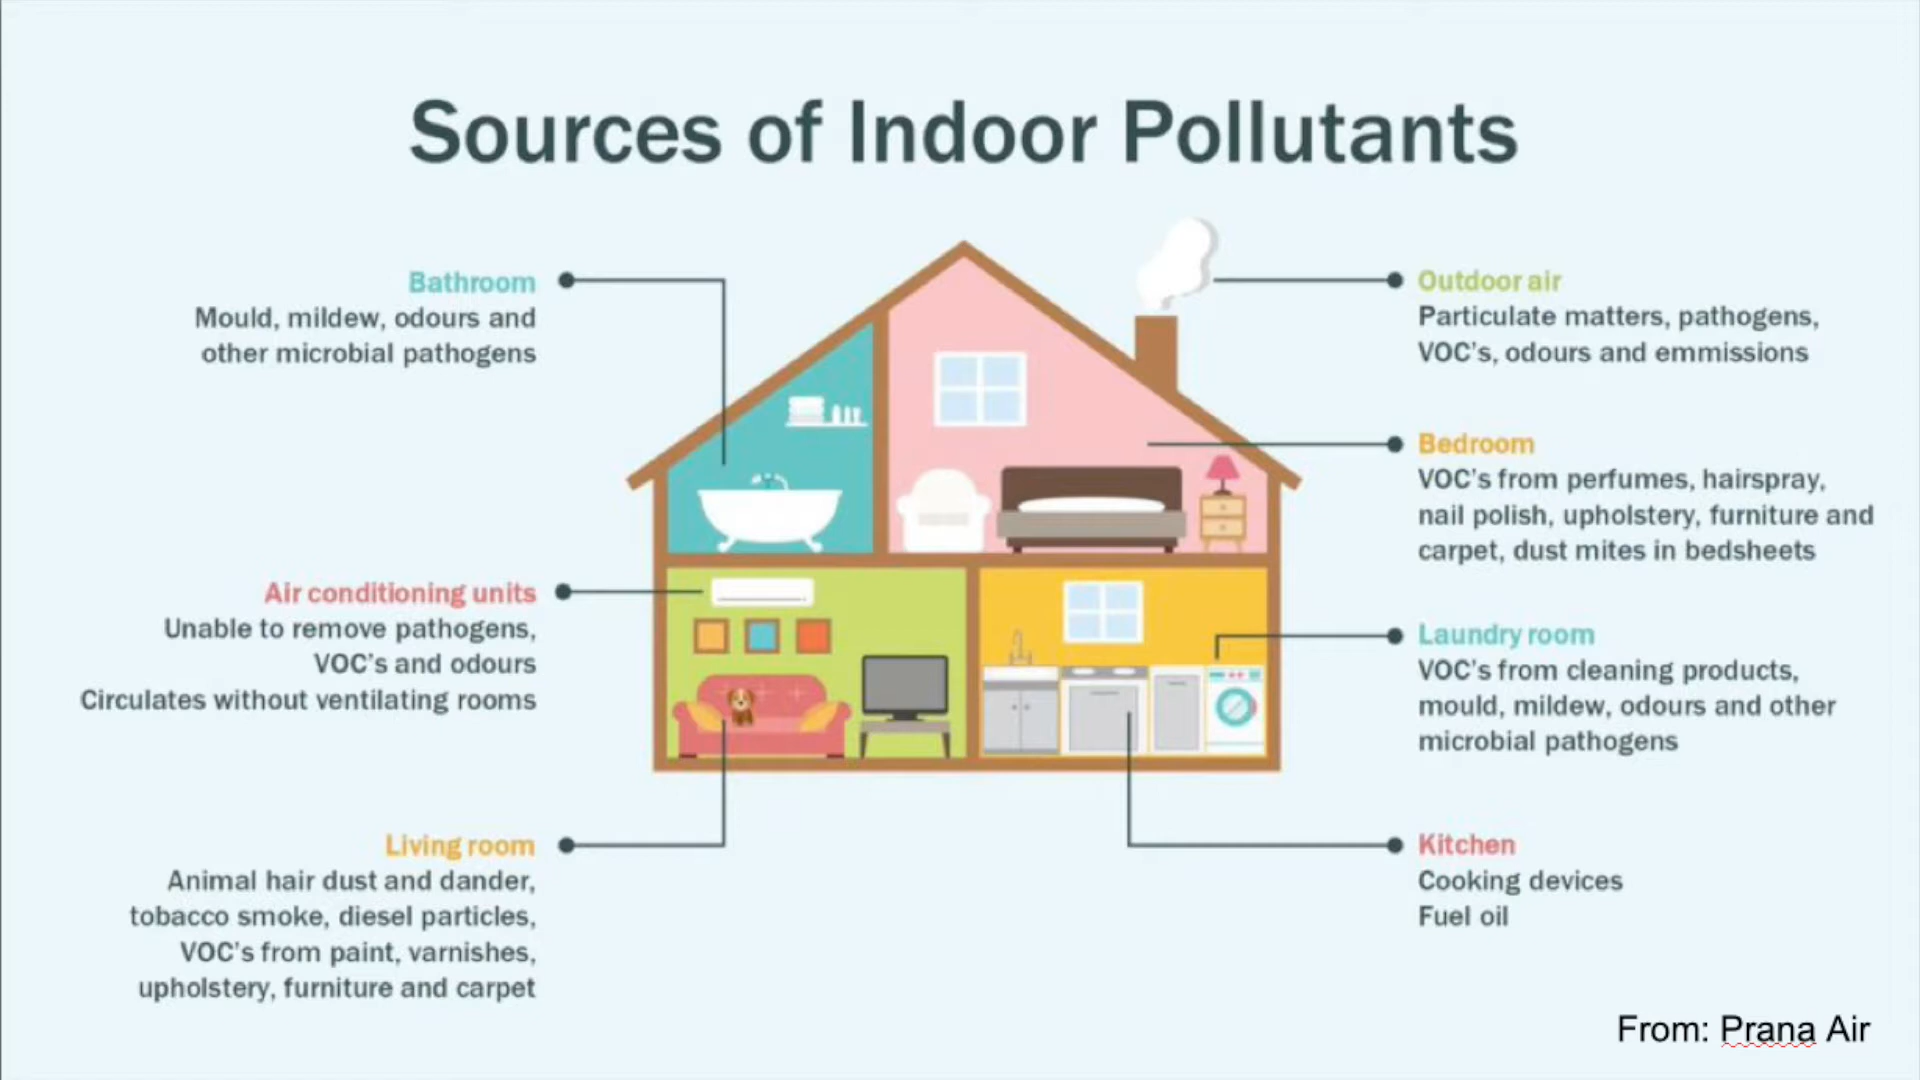 Sources of Indoor Pollutants
Bathroom
Mould, mildew, odours and
other microbial pathogens
Air conditioning units
Unable to remove pathogens,
VOC's and odours
Circulates without ventilating rooms
Living room
Animal hair dust and dander,
tobacco smoke, diesel particles,
VOC's from paint, varnishes,
upholstery, furniture and carpet
Outdoor air
Particulate matters, pathogens,
VOC's, odours and emmissions
Bedroom
VOC's from perfumes, hairspray,
nail polish, upholstery, furniture and
carpet, dust mites in bedsheets
Laundry room
VOC's from cleaning products,
mould, mildew, odours and other
microbial pathogens
Kitchen
Cooking devices
Fuel oil
From: Prana Air